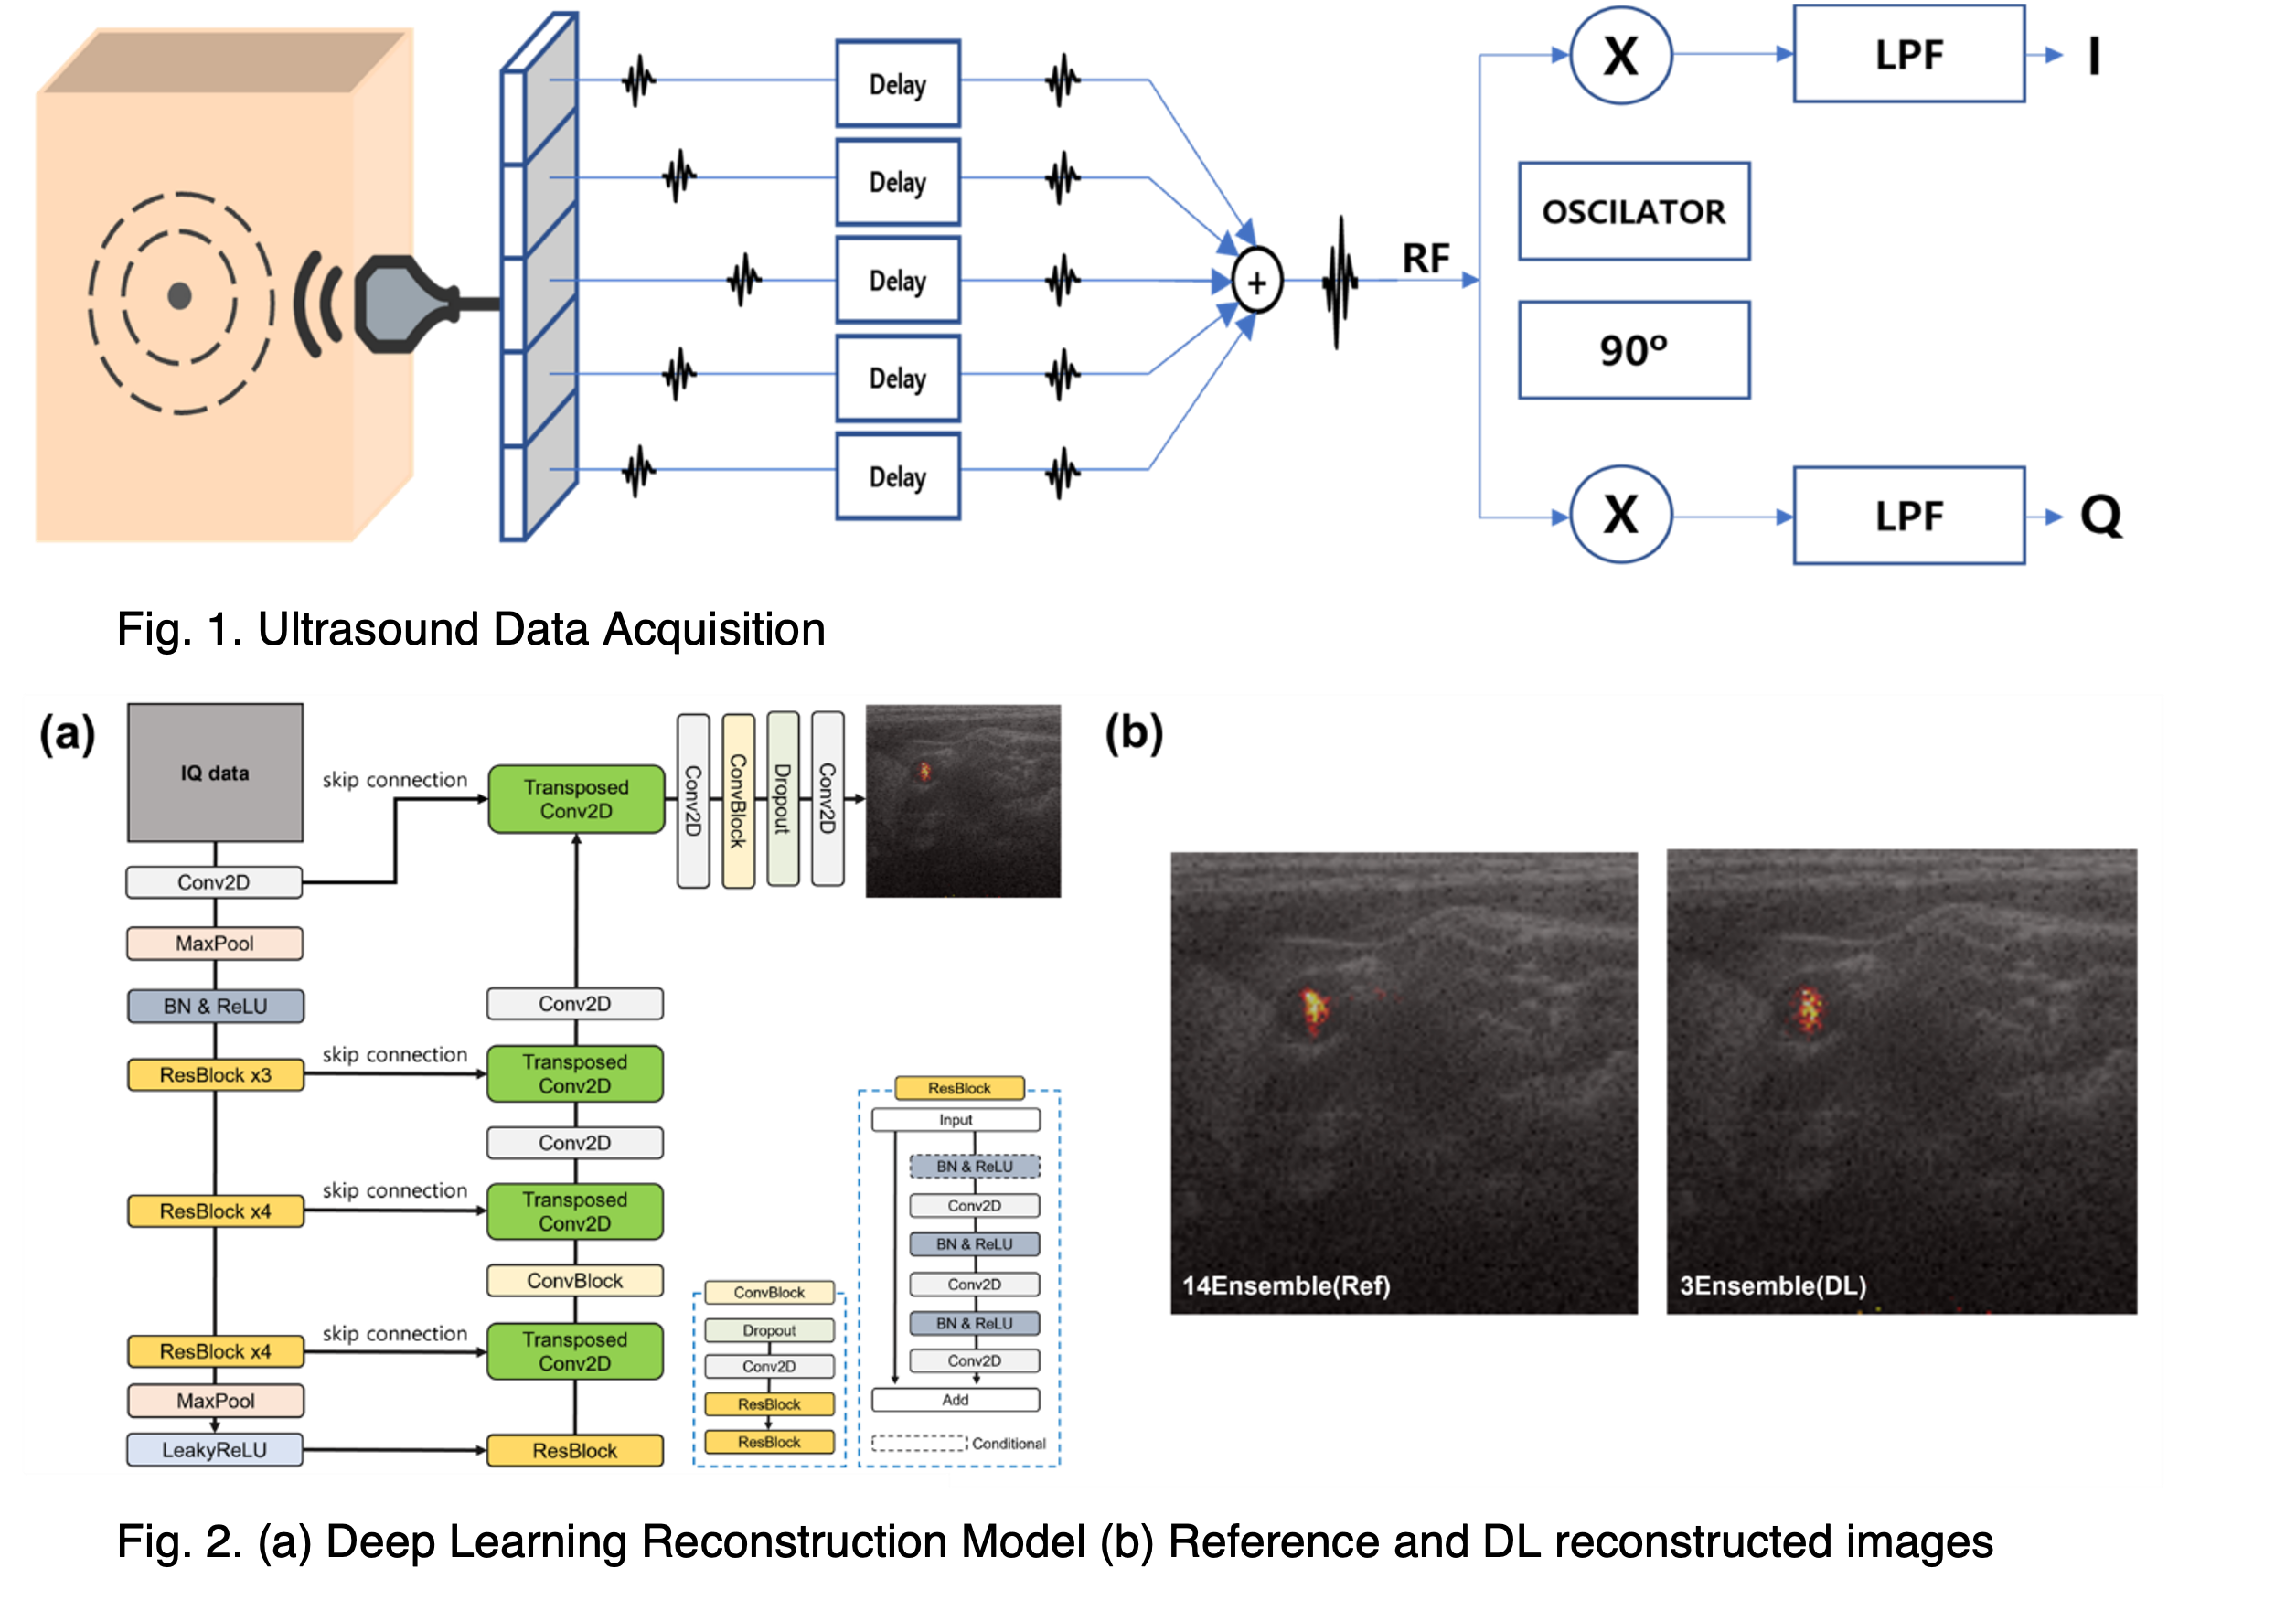 Delay
Delay
Delay
Delay
Delay
+
RF
X
LPF
I
OSCILATOR
90º
X
LPF
Q
Fig. 1. Ultrasound Data Acquisition
(a)
IQ data
Conv2D
MaxPool
BN & ReLU
ResBlock x3
ResBlock x4
ResBlock x4
MaxPool
LeakyReLU
skip connection
skip connection
skip connection
skip connection
Transposed
Conv2D
Conv2D
Transposed
Conv2D
Conv2D
Transposed
Conv2D
ConvBlock
Transposed
Conv2D
ResBlock
Conv2D
ConvBlock
Dropout
Conv2D
ConvBlock
Dropout
Conv2D
ResBlock
ResBlock
ResBlock
Input
BN & ReLU
Conv2D
BN & ReLU
Conv2D
BN & ReLU
Conv2D
Add
Conditional
(b)
14Ensemble(Ref)
3Ensemble(DL)
Fig. 2. (a) Deep Learning Reconstruction Model (b) Reference and DL reconstructed images